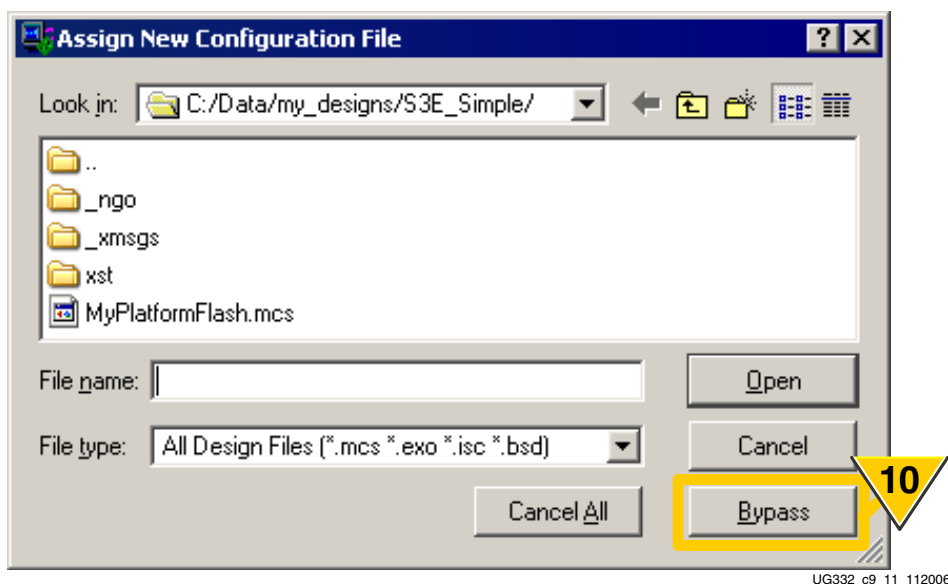 Assign New Configuration File
Look in: C:/Data/my_designs/S3E_Simple/
..
_ngo
_xmsgs
xst
MyPlatformFlash.mcs
File name: Open
File type: All Design Files (*.mcs *.exo *.isc *.bsd) Cancel
10
Cancel All Bypass
UG332_c9_11_112006